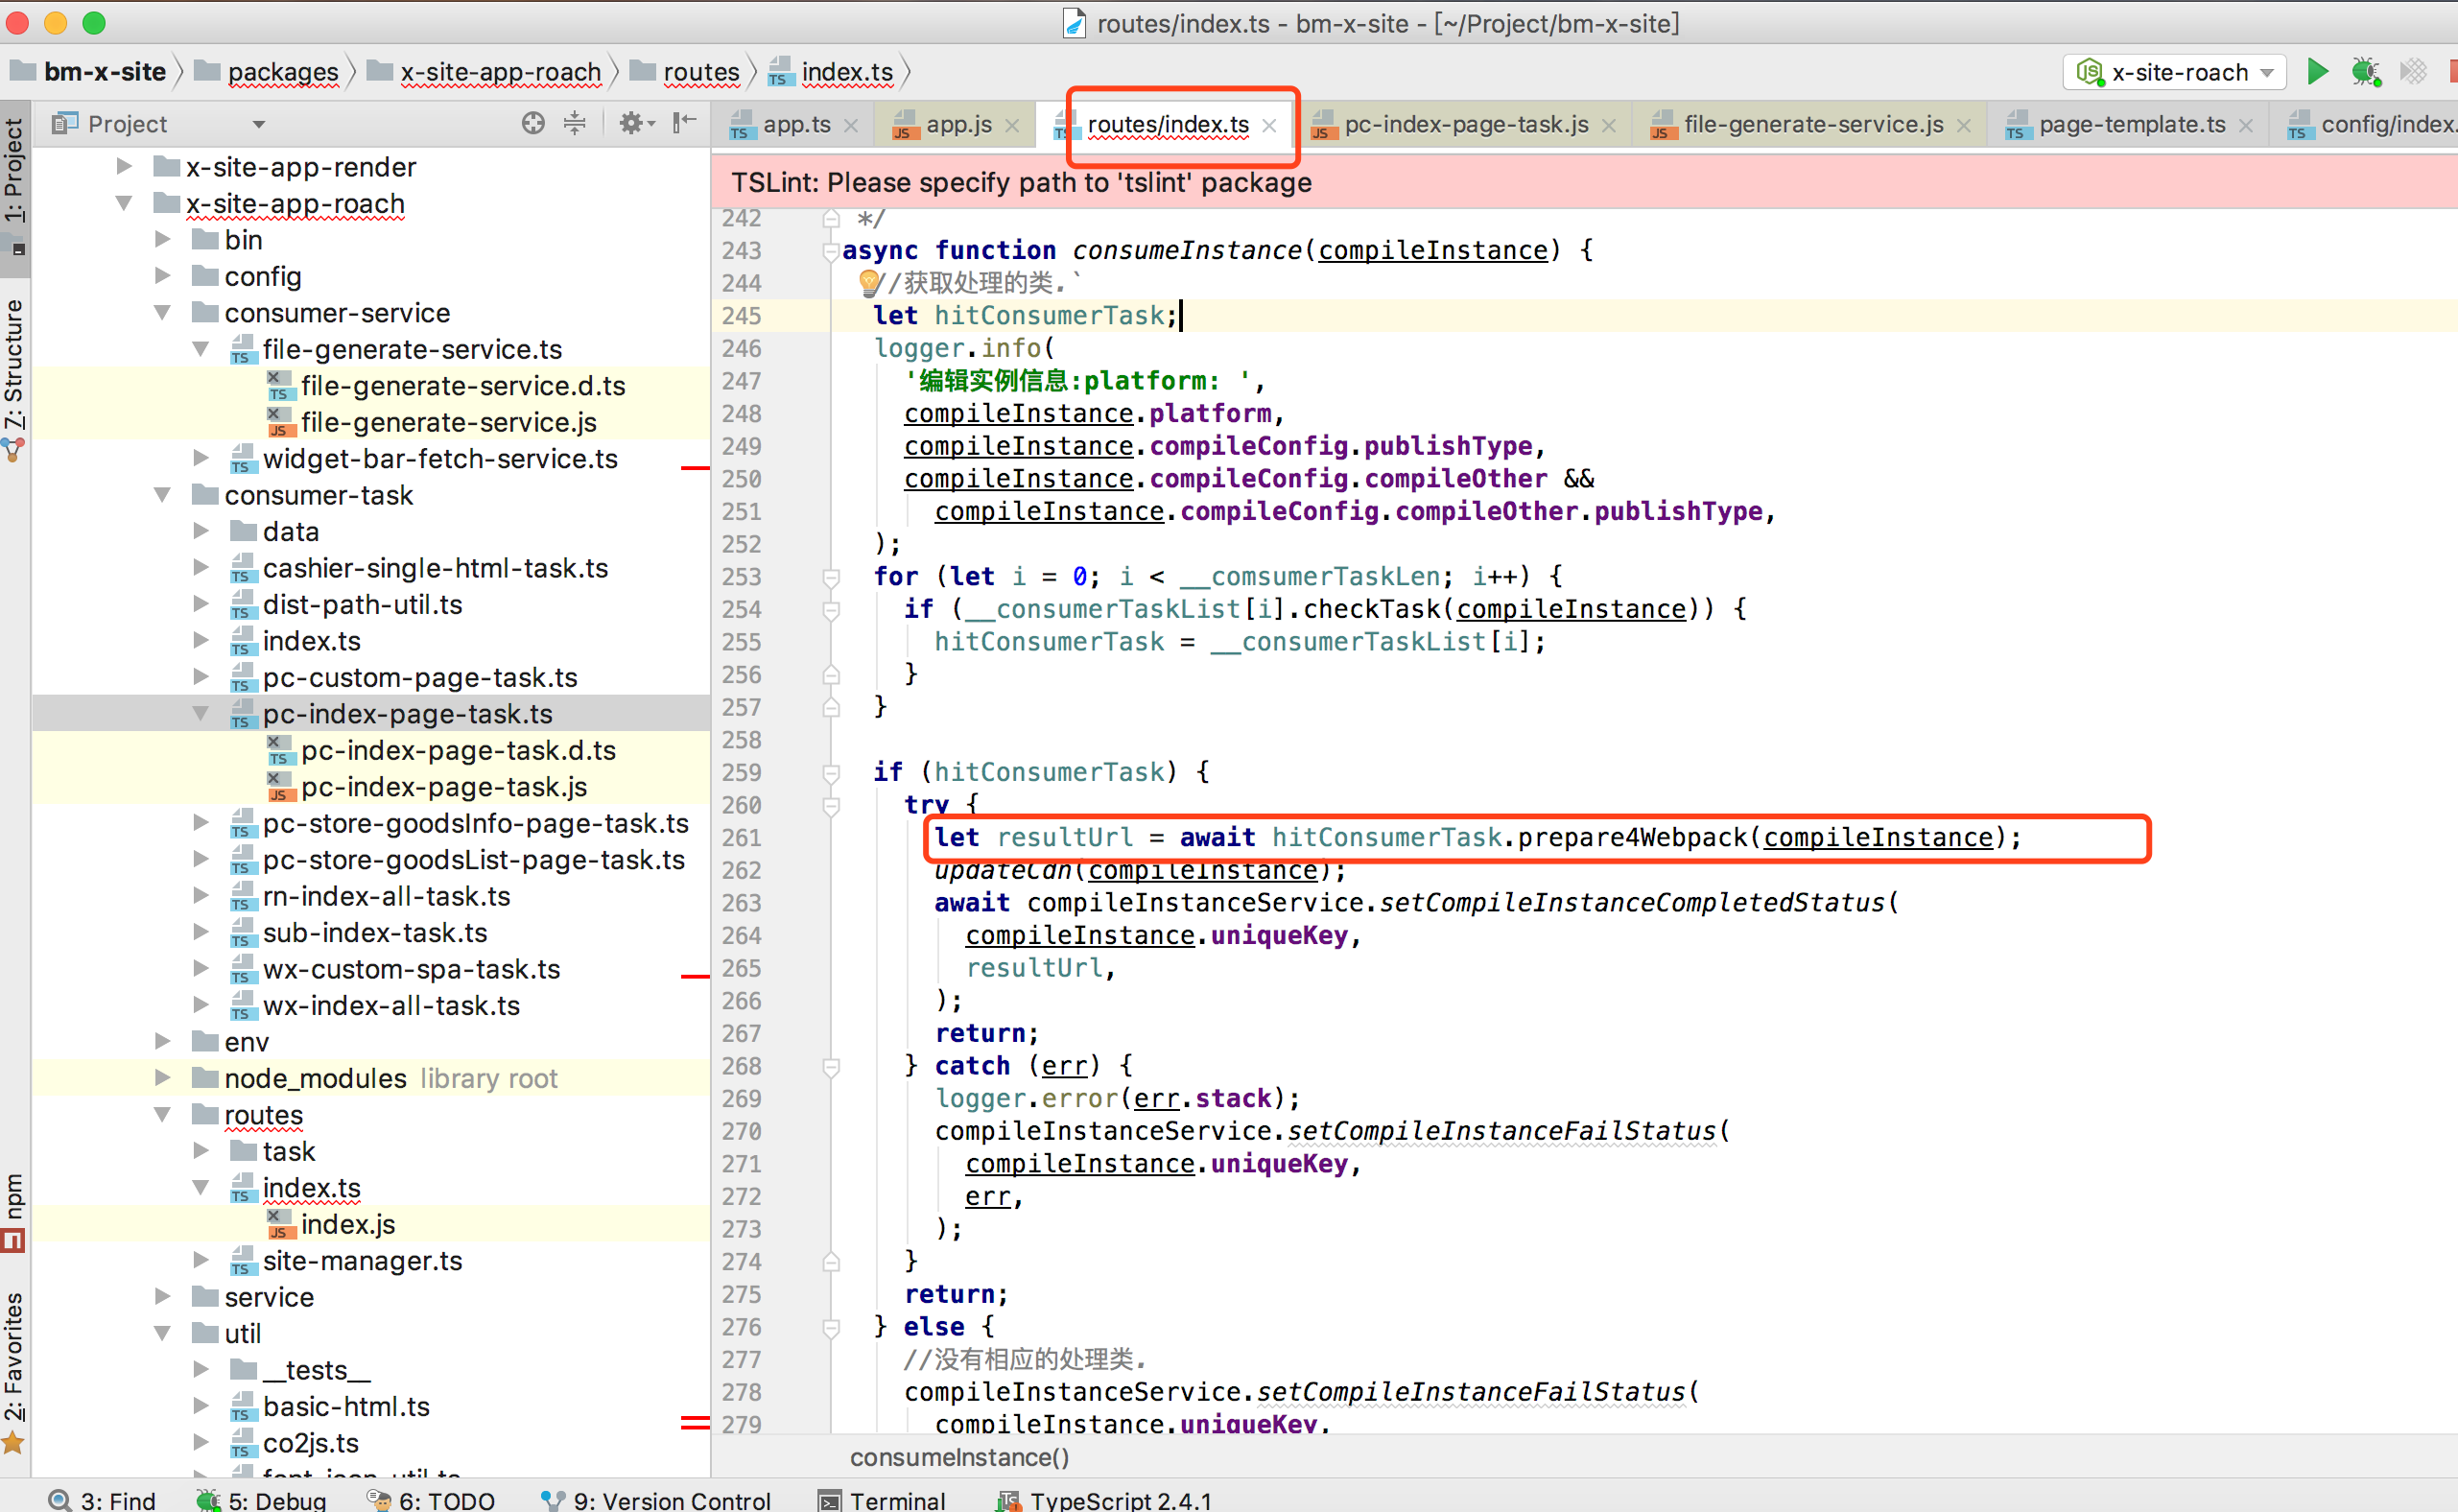 routes/index.ts - bm-x-site - [~/Project/bm-x-site]
bm-x-site packages x-site-app-roach routes index.ts
x-site-roach
Project
app.ts app.js routes/index.ts pc-index-page-task.js file-generate-service.js page-template.ts config/index.
TSLint: Please specify path to 'tslint' package
1: Project
7: Structure
npm
2: Favorites
x-site-app-render
x-site-app-roach
bin
config
consumer-service
file-generate-service.ts
file-generate-service.d.ts
file-generate-service.js
widget-bar-fetch-service.ts
consumer-task
data
cashier-single-html-task.ts
dist-path-util.ts
index.ts
pc-custom-page-task.ts
pc-index-page-task.ts
pc-index-page-task.d.ts
pc-index-page-task.js
pc-store-goodsInfo-page-task.ts
pc-store-goodsList-page-task.ts
rn-index-all-task.ts
sub-index-task.ts
wx-custom-spa-task.ts
wx-index-all-task.ts
env
node_modules library root
routes
task
index.ts
index.js
site-manager.ts
service
util
__tests__
basic-html.ts
co2js.ts
font-json-util.ts
242 */
243 async function consumeInstance(compileInstance) {
244 //获取处理的类.`
245 let hitConsumerTask;
246 logger.info(
247 '编辑实例信息:platform: ',
248 compileInstance.platform,
249 compileInstance.compileConfig.publishType,
250 compileInstance.compileConfig.compileOther &&
251 compileInstance.compileConfig.compileOther.publishType,
252 );
253 for (let i = 0; i < __comsumerTaskLen; i++) {
254 if (__consumerTaskList[i].checkTask(compileInstance)) {
255 hitConsumerTask = __consumerTaskList[i];
256 }
257 }
258
259 if (hitConsumerTask) {
260 try {
261 let resultUrl = await hitConsumerTask.prepare4Webpack(compileInstance);
262 updateCdn(compileInstance);
263 await compileInstanceService.setCompileInstanceCompletedStatus(
264 compileInstance.uniqueKey,
265 resultUrl,
266 );
267 return;
268 } catch (err) {
269 logger.error(err.stack);
270 compileInstanceService.setCompileInstanceFailStatus(
271 compileInstance.uniqueKey,
272 err,
273 );
274 }
275 return;
276 } else {
277 //没有相应的处理类.
278 compileInstanceService.setCompileInstanceFailStatus(
279 compileInstance.uniqueKey,
consumeInstance()
3: Find 5: Debug 6: TODO 9: Version Control Terminal TypeScript 2.4.1